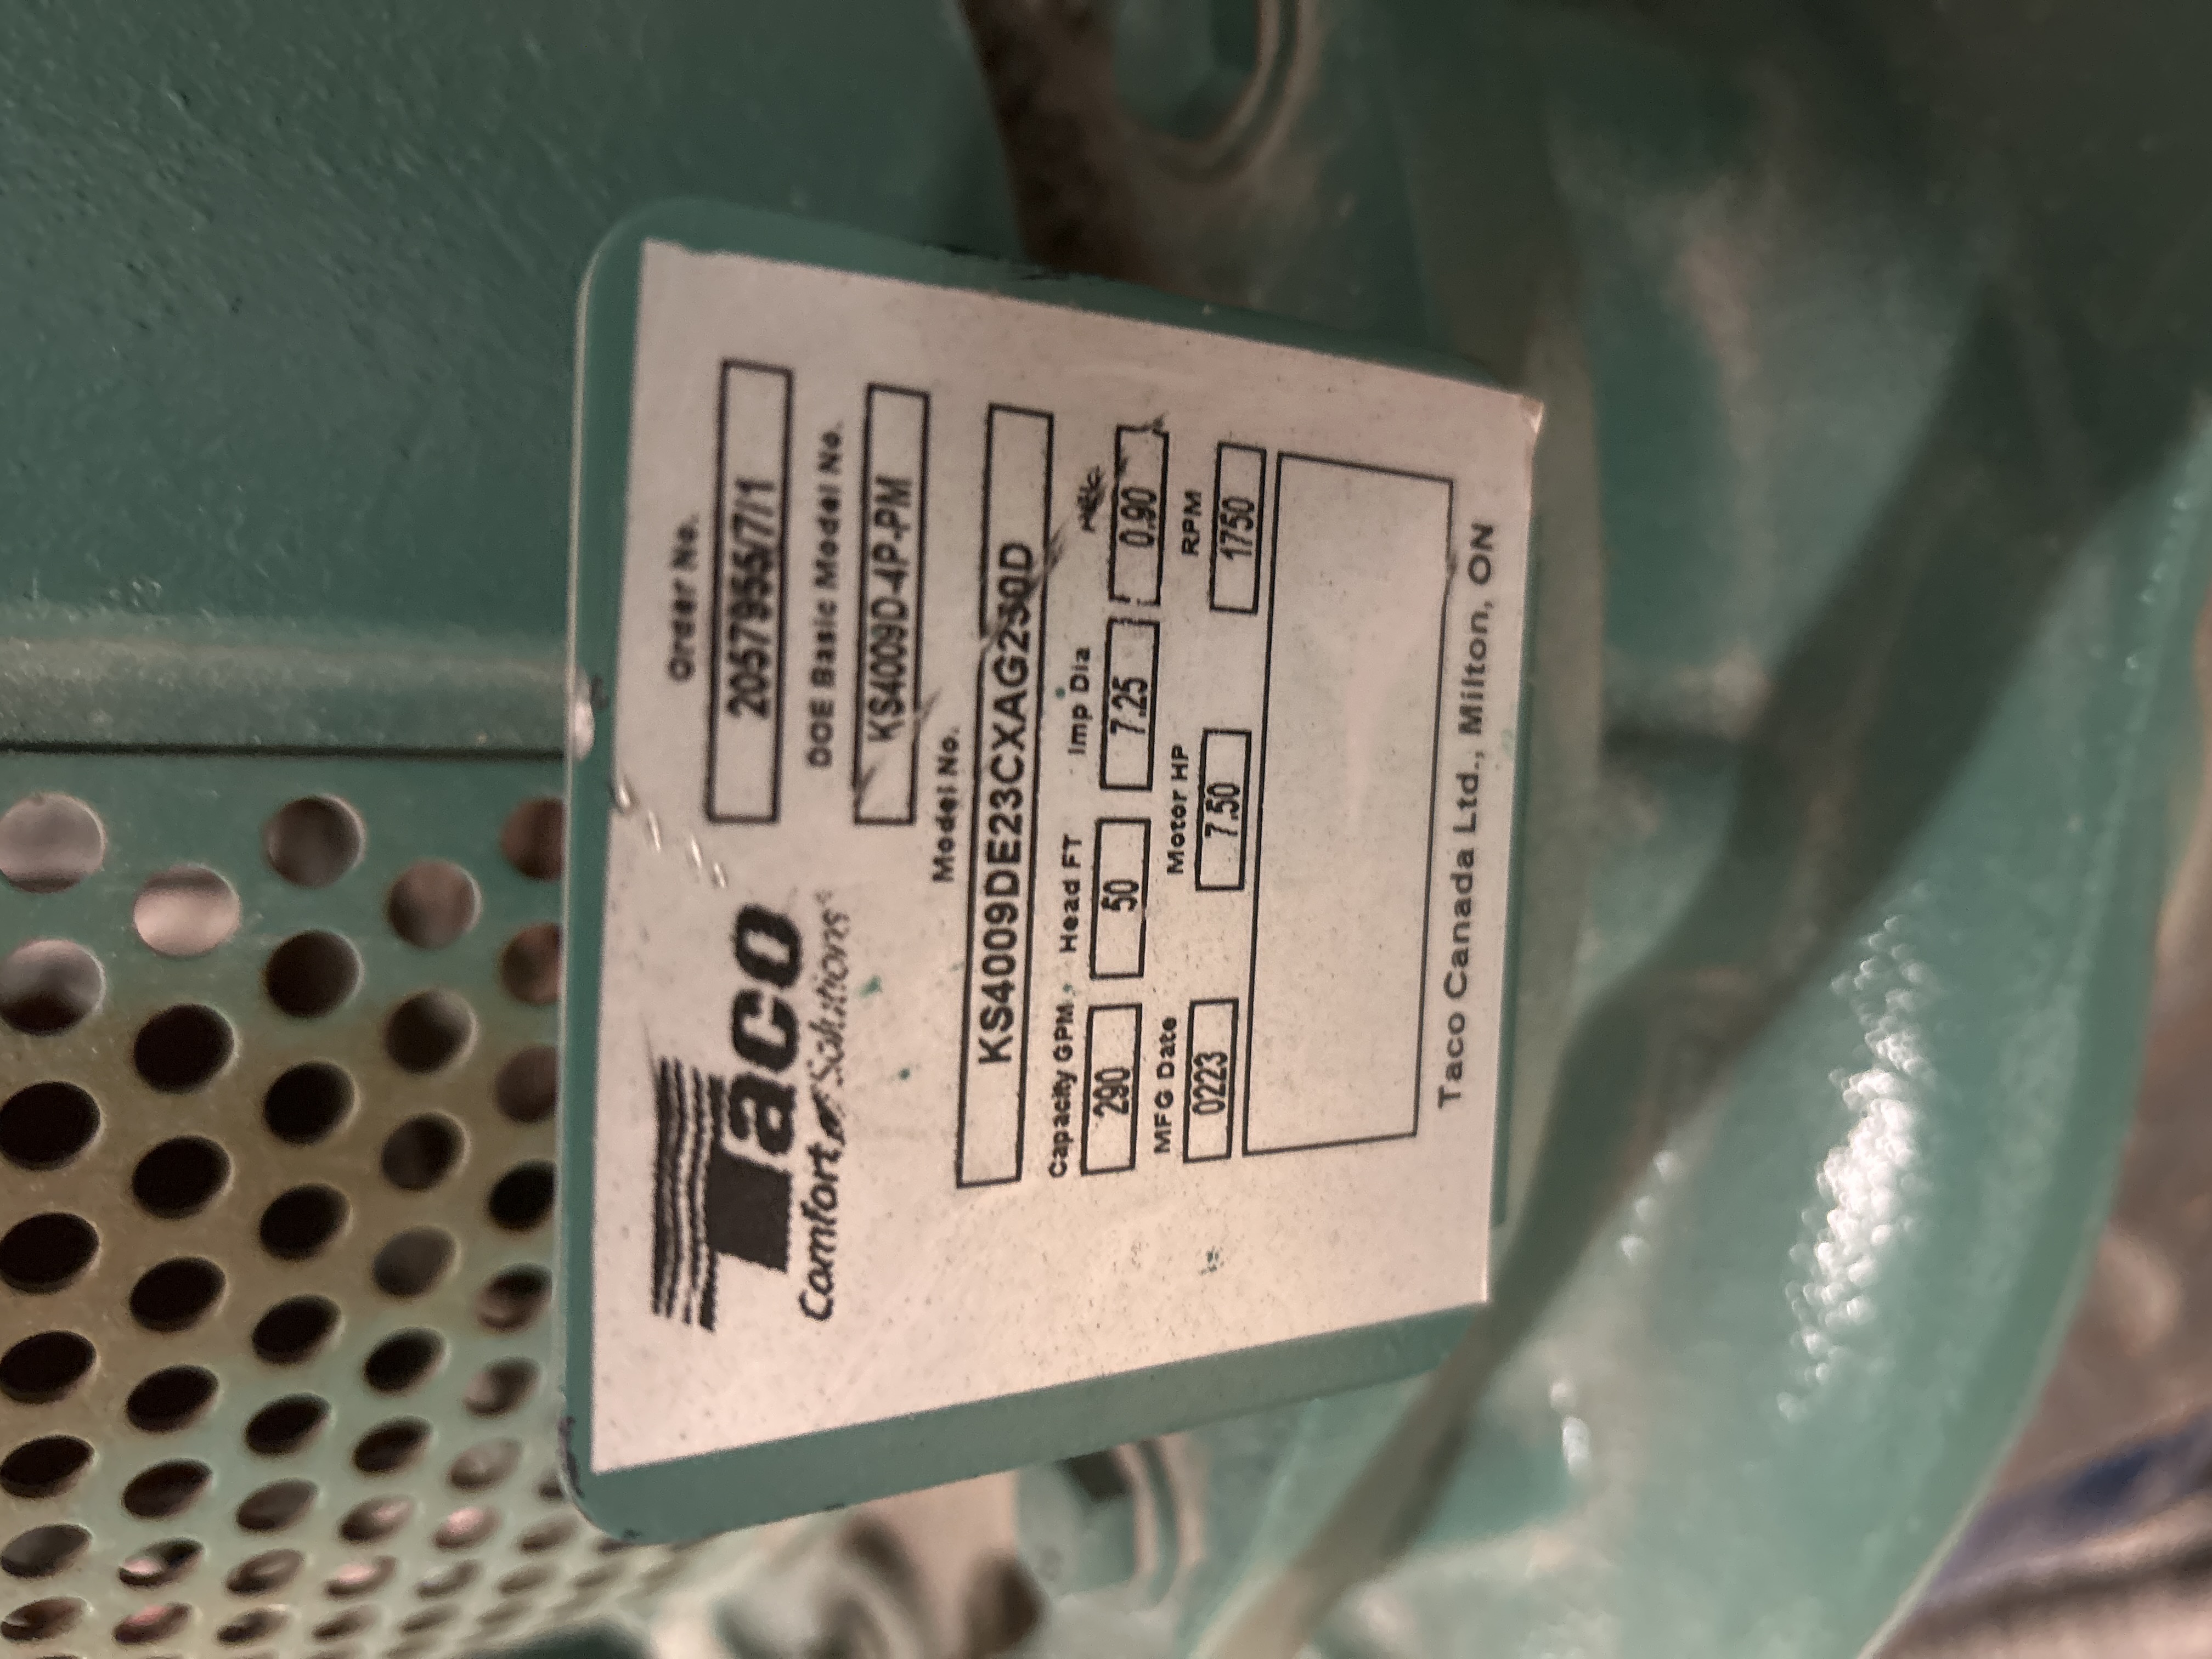 Taco
Comfort Solutions
Order No.
2057955/7/1
DOE Basic Model No.
KS4009D-4P-PM
Model No.
KS4009DE23CXAG250D
Capacity GPM Head FT Imp Dia
290 50 7.25 0.90
MFG Date Motor HP RPM
0223 7.50 1750
Taco Canada Ltd., Milton, ON